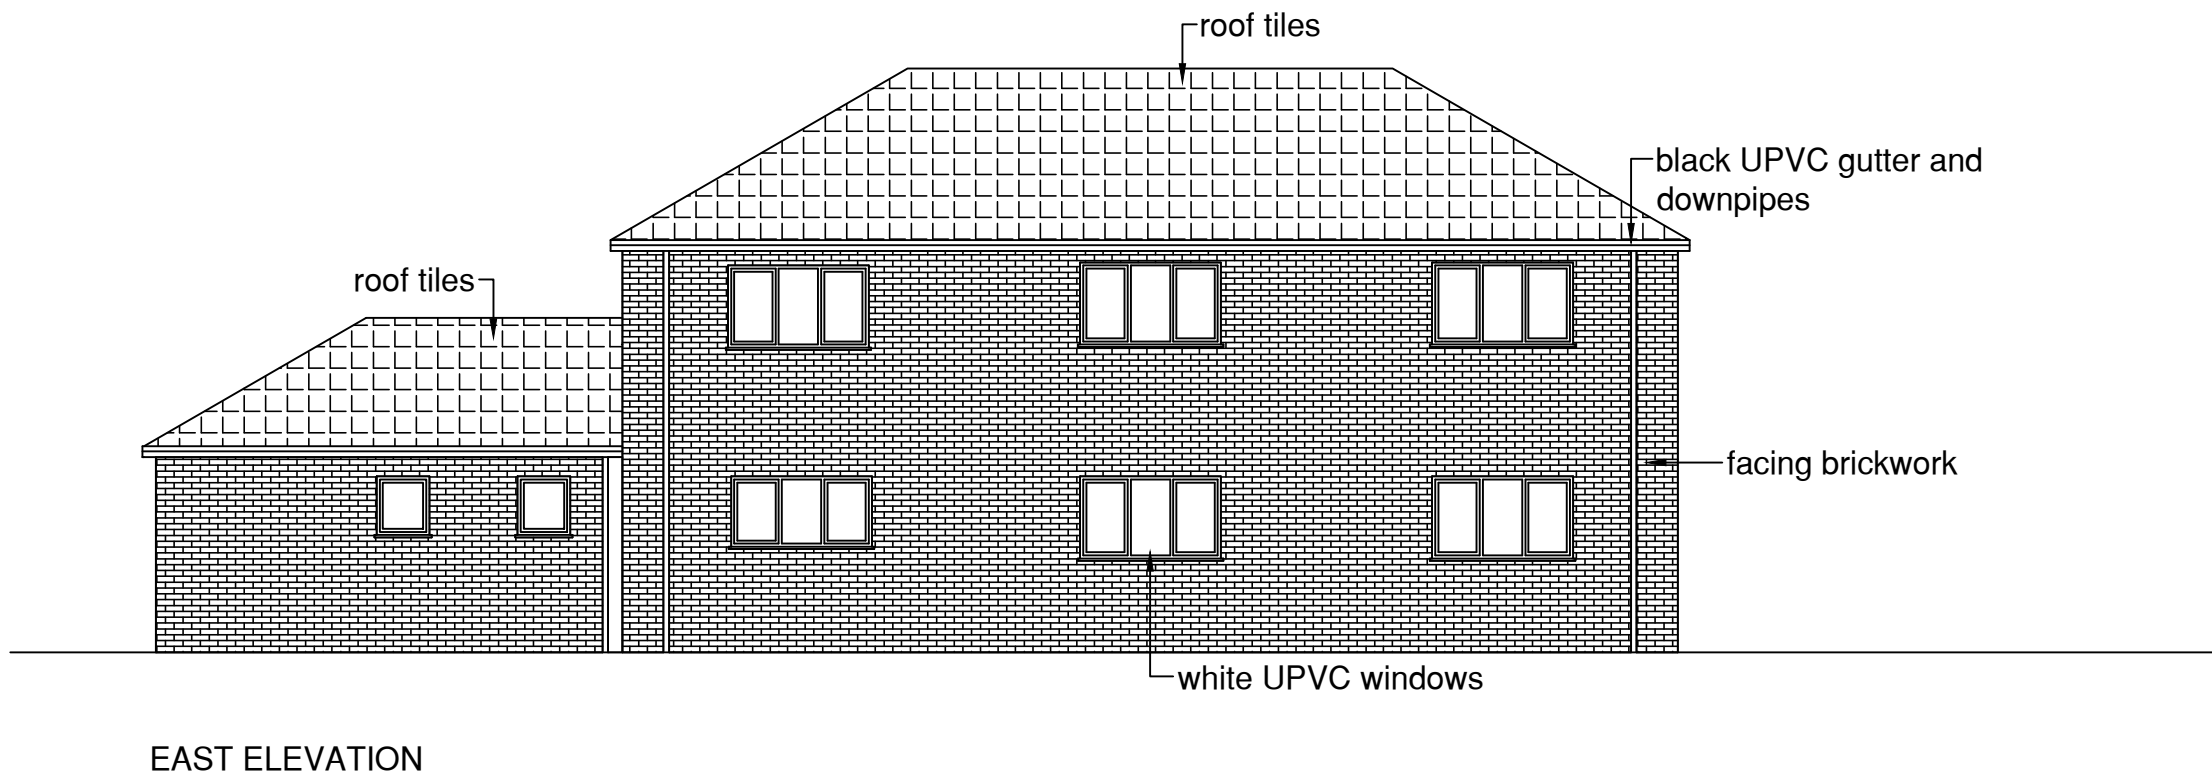 roof tiles
black UPVC gutter and
downpipes
roof tiles
facing brickwork
white UPVC windows
EAST ELEVATION